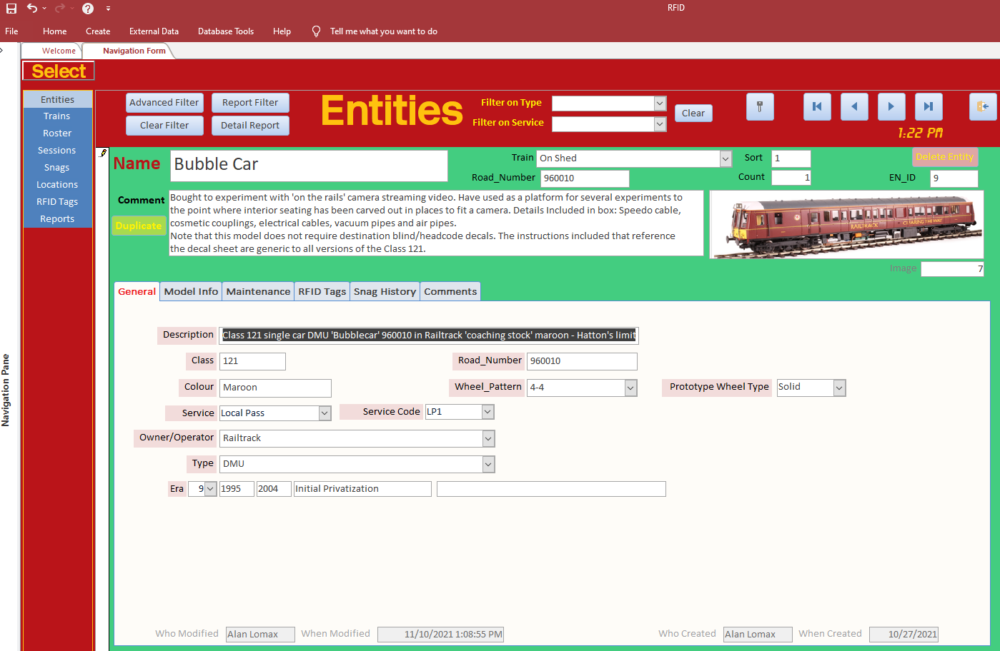 RFID
File Home Create External Data Database Tools Help Tell me what you want to do
Welcome Navigation Form
Select
Entities
Trains
Roster
Sessions
Snags
Locations
RFID Tags
Reports
Navigation Pane
Advanced Filter Report Filter
Clear Filter Detail Report
Entities
Filter on Type
Filter on Service
Clear
1:22 PM
Name Bubble Car
Train On Shed Sort 1 Delete Entity
Road_Number 960010 Count 1 EN_ID 9
Comment
Duplicate
Bought to experiment with 'on the rails' camera streaming video. Have used as a platform for several experiments to
the point where interior seating has been carved out in places to fit a camera. Details Included in box: Speedo cable,
cosmetic couplings, electrical cables, vacuum pipes and air pipes.
Note that this model does not require destination blind/headcode decals. The instructions included that reference
the decal sheet are generic to all versions of the Class 121.
RAILTRACK CLEARING THE WAY
Image 7
General Model Info Maintenance RFID Tags Snag History Comments
Description Class 121 single car DMU 'Bubblecar' 960010 in Railtrack 'coaching stock' maroon - Hatton's limit
Class 121 Road_Number 960010
Colour Maroon Wheel_Pattern 4-4 Prototype Wheel Type Solid
Service Local Pass Service Code LP1
Owner/Operator Railtrack
Type DMU
Era 9 1995 2004 Initial Privatization
Who Modified Alan Lomax When Modified 11/10/2021 1:08:55 PM Who Created Alan Lomax When Created 10/27/2021